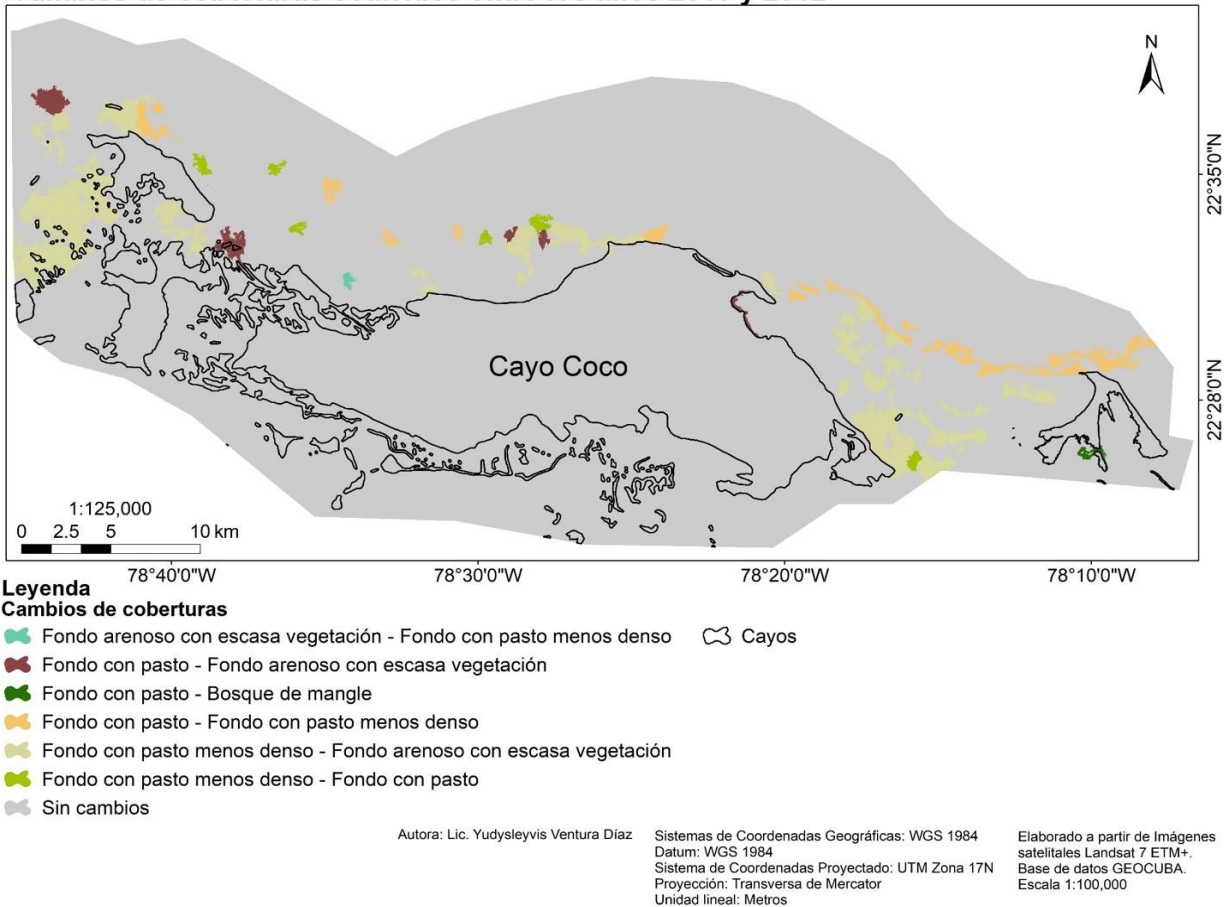 N
22°35'0"N
22°28'0"N
Cayo Coco
1:125,000
0 2.5 5 10 km
78°40'0"W 78°30'0"W 78°20'0"W 78°10'0"W
Leyenda
Cambios de coberturas
Fondo arenoso con escasa vegetación - Fondo con pasto menos denso
Cayos
Fondo con pasto - Fondo arenoso con escasa vegetación
Fondo con pasto - Bosque de mangle
Fondo con pasto - Fondo con pasto menos denso
Fondo con pasto menos denso - Fondo arenoso con escasa vegetación
Fondo con pasto menos denso - Fondo con pasto
Sin cambios
Autora: Lic. Yudysleyvis Ventura Díaz
Sistemas de Coordenadas Geográficas: WGS 1984
Datum: WGS 1984
Sistema de Coordenadas Proyectado: UTM Zona 17N
Proyección: Transversa de Mercator
Unidad lineal: Metros
Elaborado a partir de Imágenes
satelitales Landsat 7 ETM+.
Base de datos GEOCUBA.
Escala 1:100,000